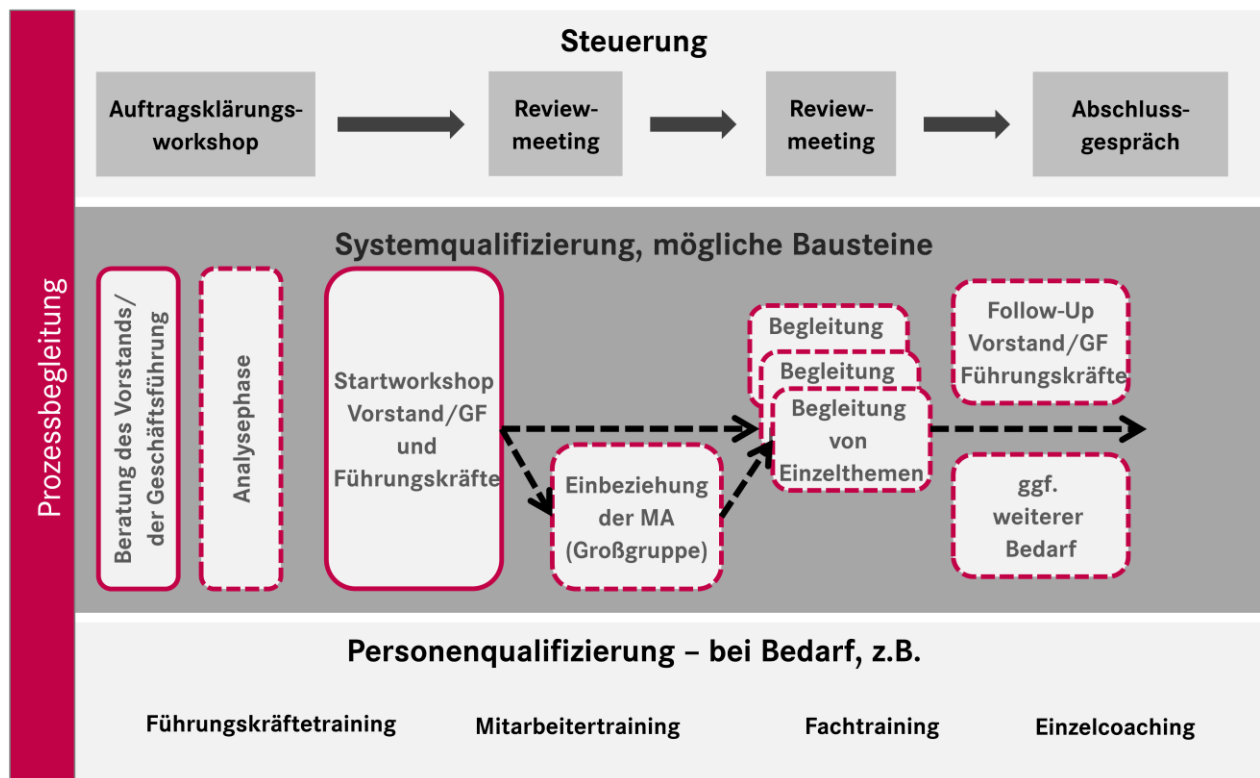 Prozessbegleitung
Steuerung
Auftragsklärungs-
workshop
Review-
meeting
Review-
meeting
Abschluss-
gespräch
Systemqualifizierung, mögliche Bausteine
Beratung des Vorstands/
der Geschäftsführung
Analysephase
Startworkshop
Vorstand/GF
und
Führungskräfte
Einbeziehung
der MA
(Großgruppe)
Begleitung
Begleitung
Begleitung
von
Einzelthemen
Follow-Up
Vorstand/GF
Führungskräfte
ggf.
weiterer
Bedarf
Personenqualifizierung – bei Bedarf, z.B.
Führungskräftetraining
Mitarbeitertraining
Fachtraining
Einzelcoaching